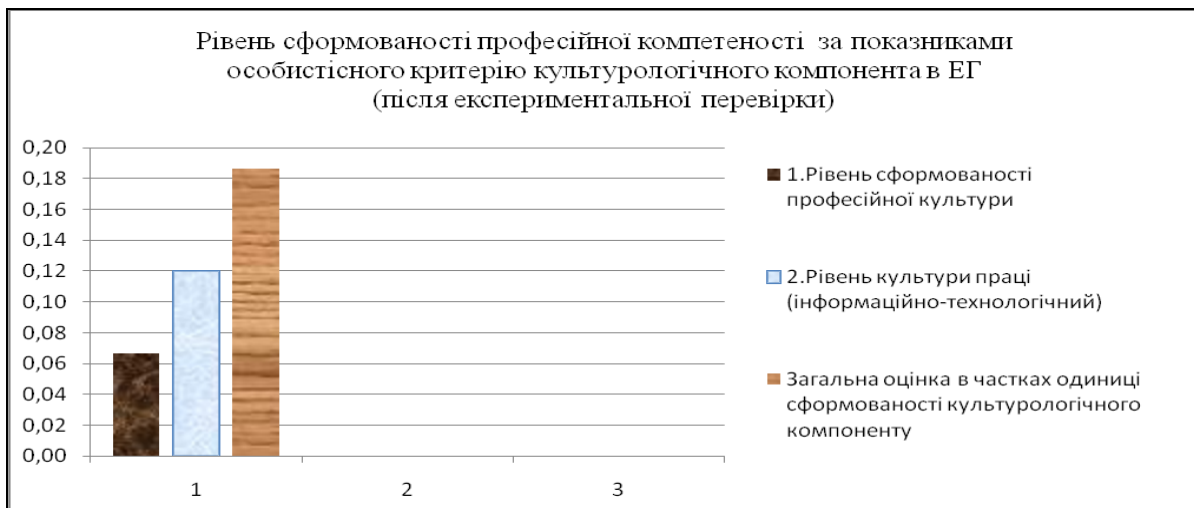 Рівень сформованості професійної компетеності за показниками
особистісного критерію культурологічного компонента в ЕГ
(після експериментальної перевірки)
0,20
0,18
0,16
0,14
0,12
0,10
0,08
0,06
0,04
0,02
0,00
1
2
3
1.Рівень сформованості
професійної культури
2.Рівень культури праці
(інформаційно-технологічний)
Загальна оцінка в частках одиниці
сформованості культурологічного
компоненту